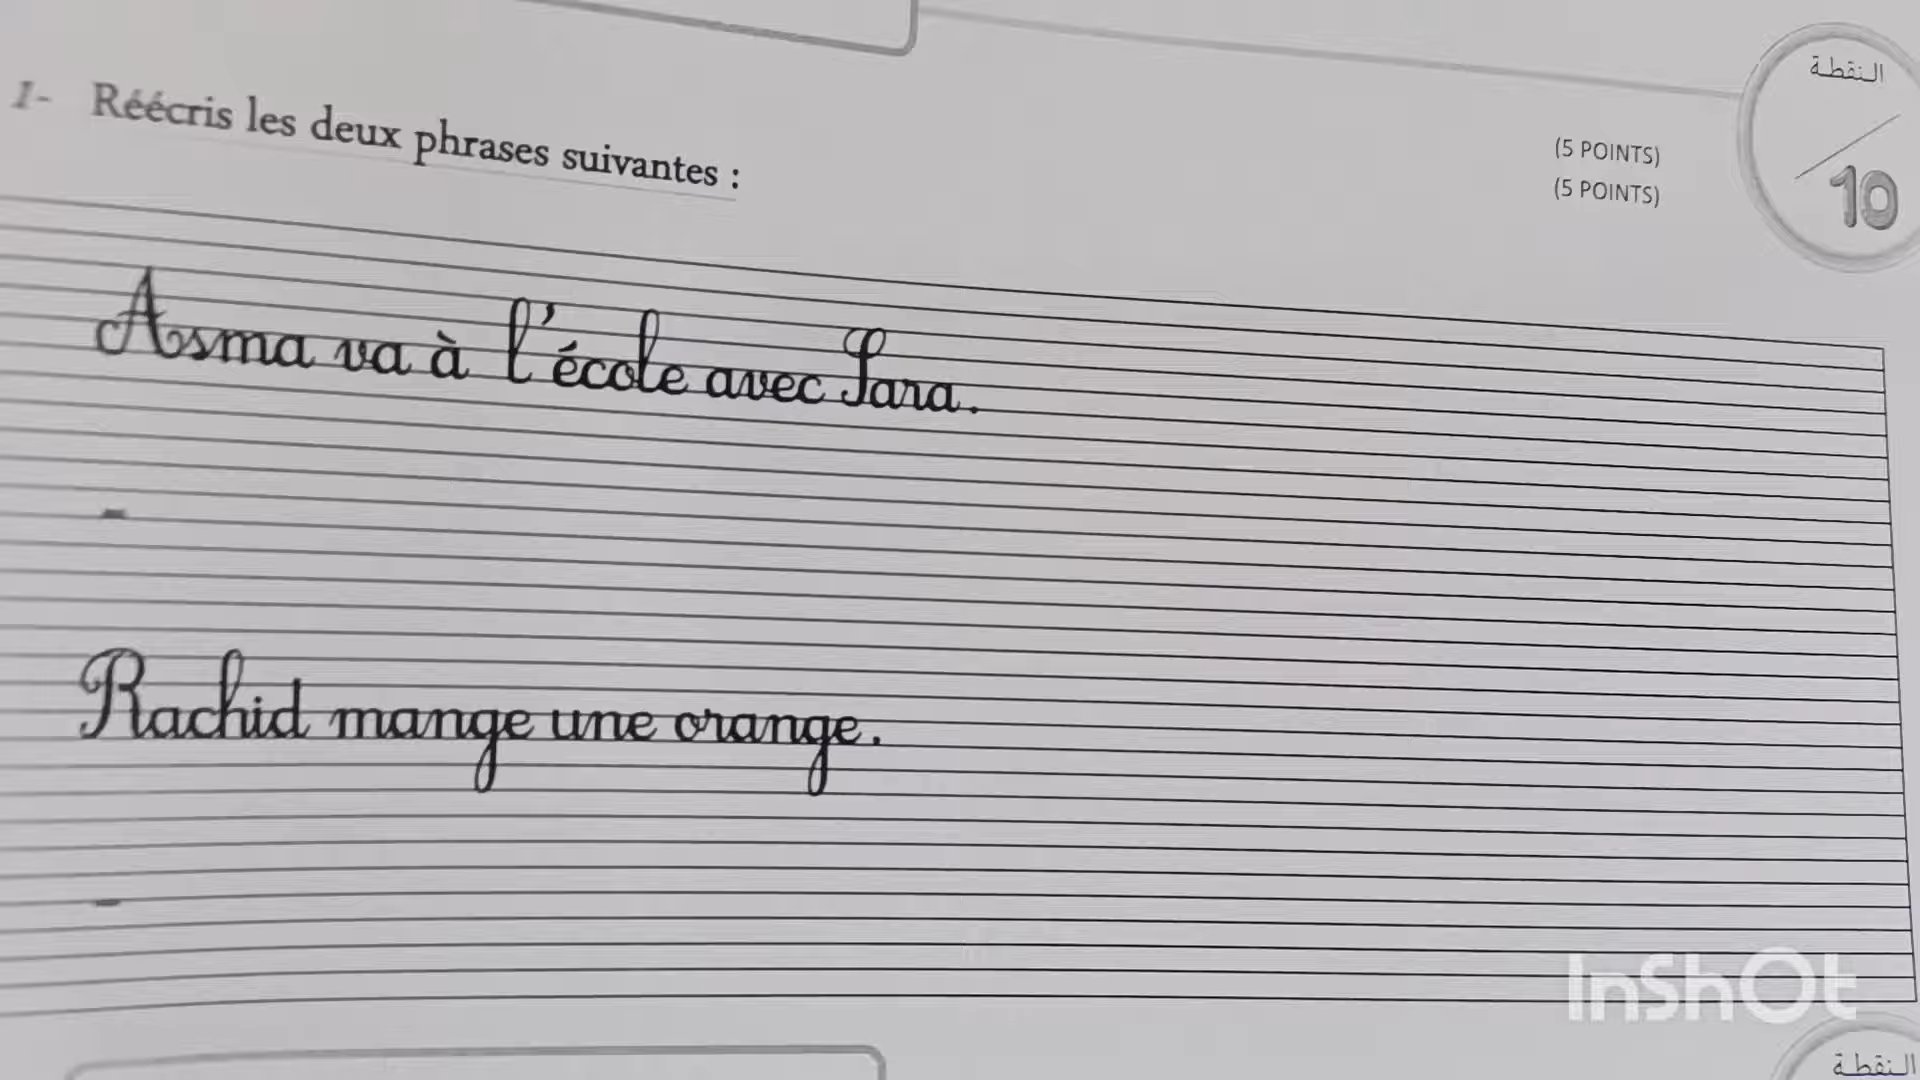 النقطة
1- Réécris les deux phrases suivantes :
(5 POINTS)
(5 POINTS)
10
Asma va à l'école avec Sara.
-
Rachid mange une orange.
-
InShOt
النقطة